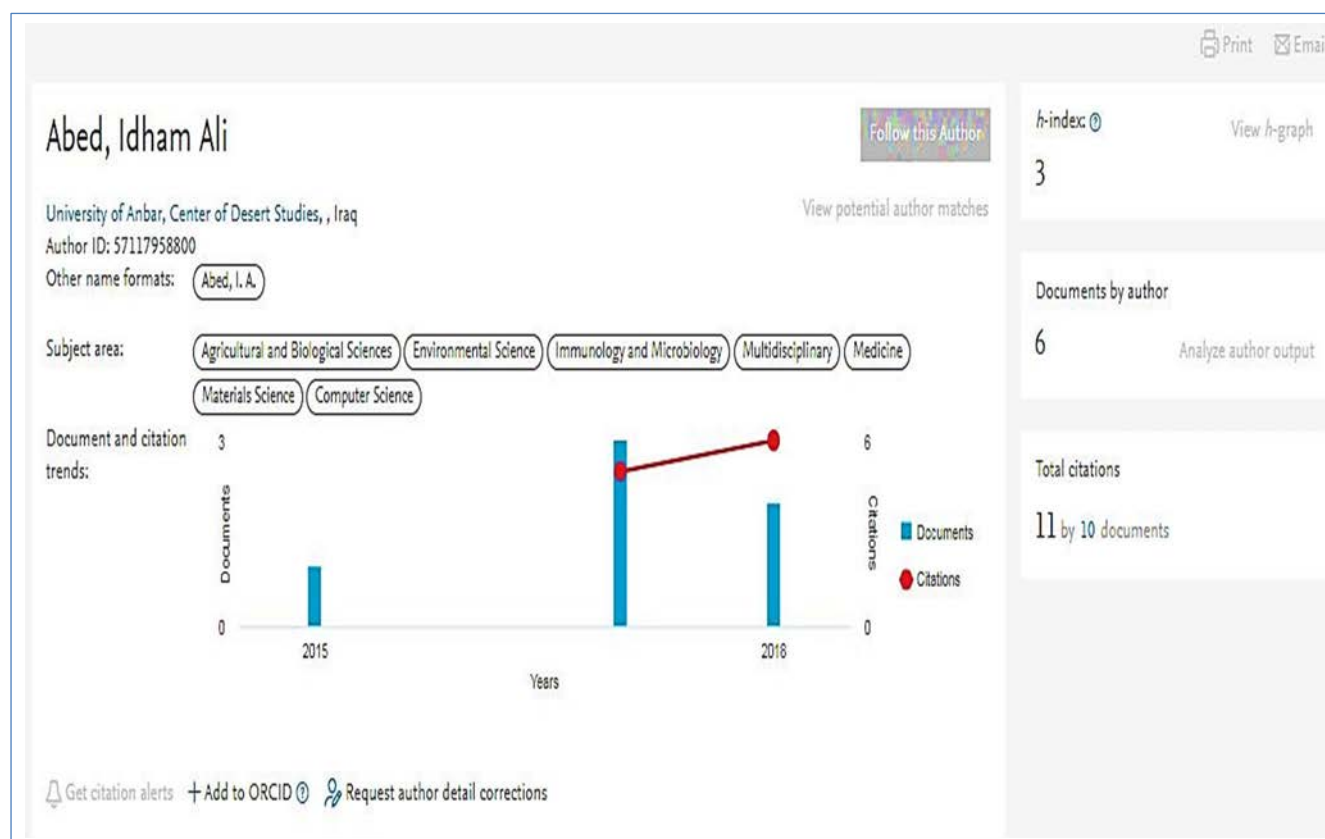 Print Emai
Abed, Idham Ali
Follow this Author
University of Anbar, Center of Desert Studies, , Iraq
View potential author matches
Author ID: 57117958800
Other name formats: Abed, I. A.
Subject area: Agricultural and Biological Sciences Environmental Science Immunology and Microbiology Multidisciplinary Medicine
Materials Science Computer Science
Document and citation
trends:
3
Documents
0
6
Citations
0
2015 2018
Years
Documents
Citations
Get citation alerts +Add to ORCID ? Request author detail corrections
h-index: ? View h-graph
3
Documents by author
6 Analyze author output
Total citations
11 by 10 documents